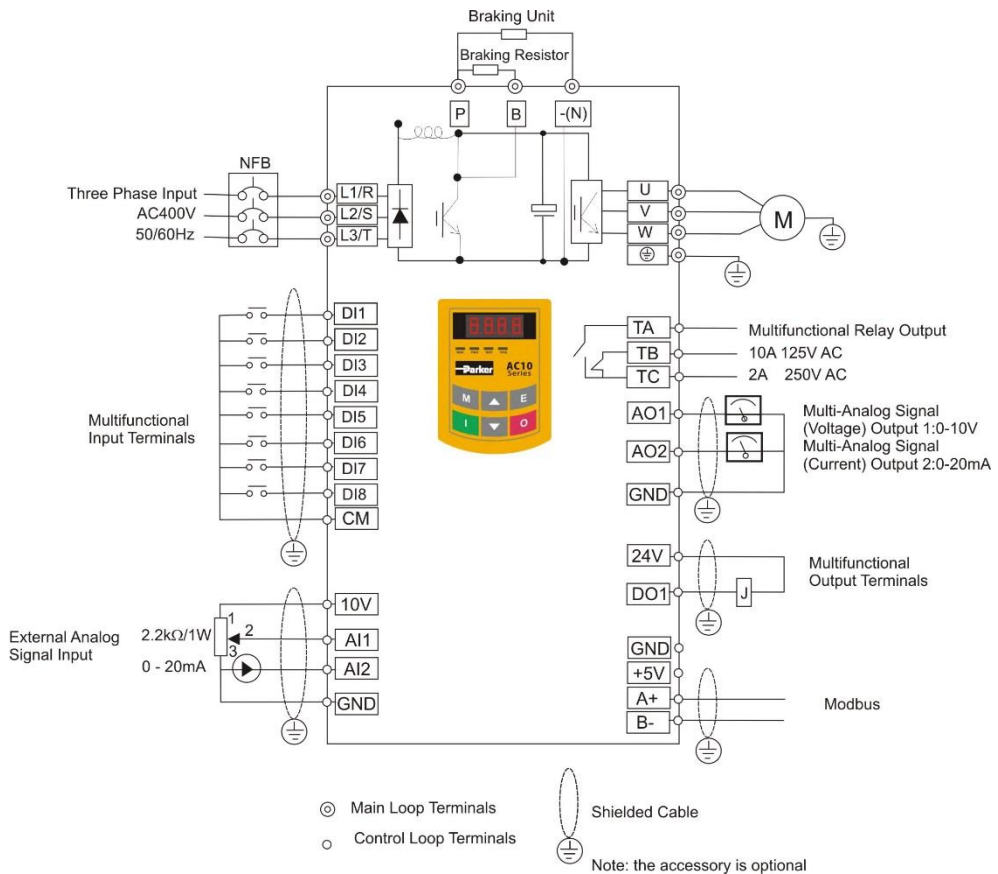 Braking Unit
Braking Resistor
P
B
-(N)
NFB
Three Phase Input
AC400V
50/60Hz
L1/R
L2/S
L3/T
U
V
W
M
DI1
DI2
DI3
DI4
DI5
DI6
DI7
DI8
CM
Multifunctional
Input Terminals
Parker
AC10
Series
M
E
I
O
TA
TB
TC
Multifunctional Relay Output
10A 125V AC
2A 250V AC
AO1
AO2
GND
Multi-Analog Signal
(Voltage) Output 1:0-10V
Multi-Analog Signal
(Current) Output 2:0-20mA
24V
DO1
J
Multifunctional
Output Terminals
10V
AI1
AI2
GND
1
2
3
2.2kΩ/1W
0 - 20mA
External Analog
Signal Input
GND
+5V
A+
B-
Modbus
Main Loop Terminals
Control Loop Terminals
Shielded Cable
Note: the accessory is optional